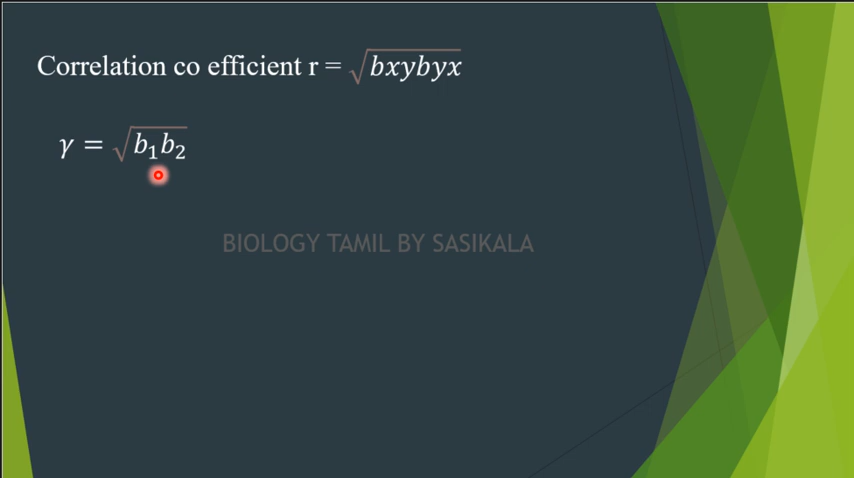 Correlation co efficient r = √bxybyx
γ = √b₁b₂
BIOLOGY TAMIL BY SASIKALA